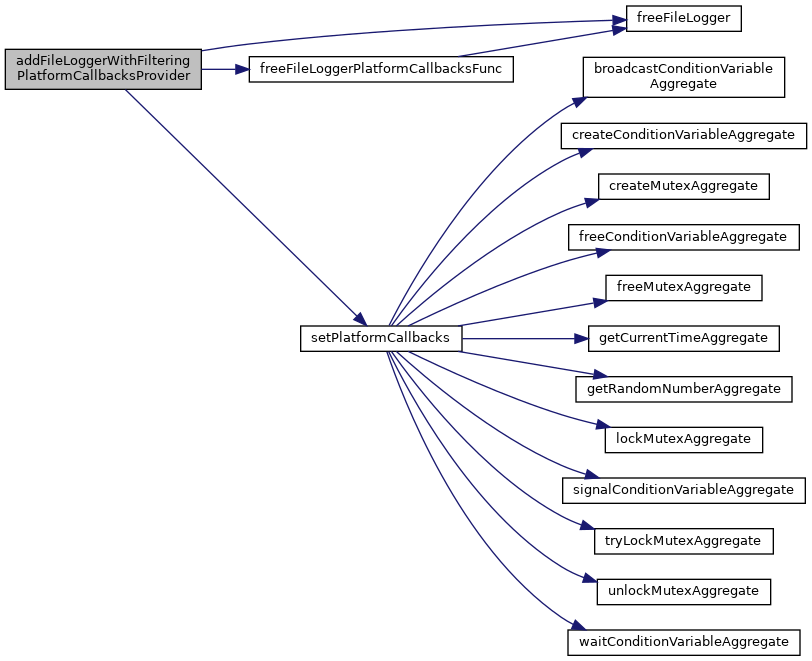 addFileLoggerWithFiltering
PlatformCallbacksProvider
freeFileLogger
freeFileLoggerPlatformCallbacksFunc
setPlatformCallbacks
broadcastConditionVariable
Aggregate
createConditionVariableAggregate
createMutexAggregate
freeConditionVariableAggregate
freeMutexAggregate
getCurrentTimeAggregate
getRandomNumberAggregate
lockMutexAggregate
signalConditionVariableAggregate
tryLockMutexAggregate
unlockMutexAggregate
waitConditionVariableAggregate